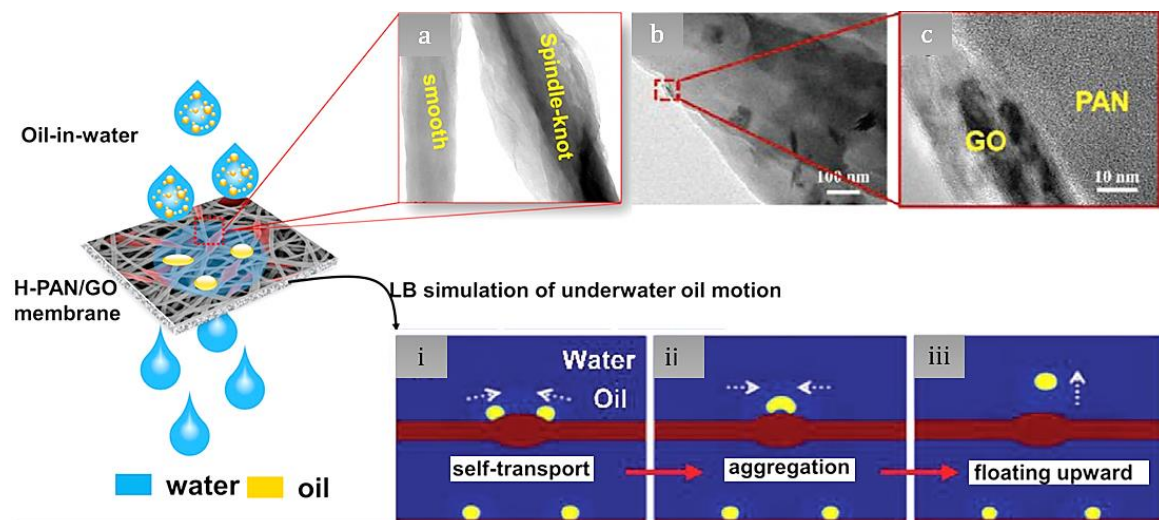 a
smooth
Spindle-knot
b
100 nm
c
PAN
GO
10 nm
Oil-in-water
H-PAN/GO
membrane
LB simulation of underwater oil motion
i
Water
Oil
self-transport
ii
aggregation
iii
floating upward
water
oil